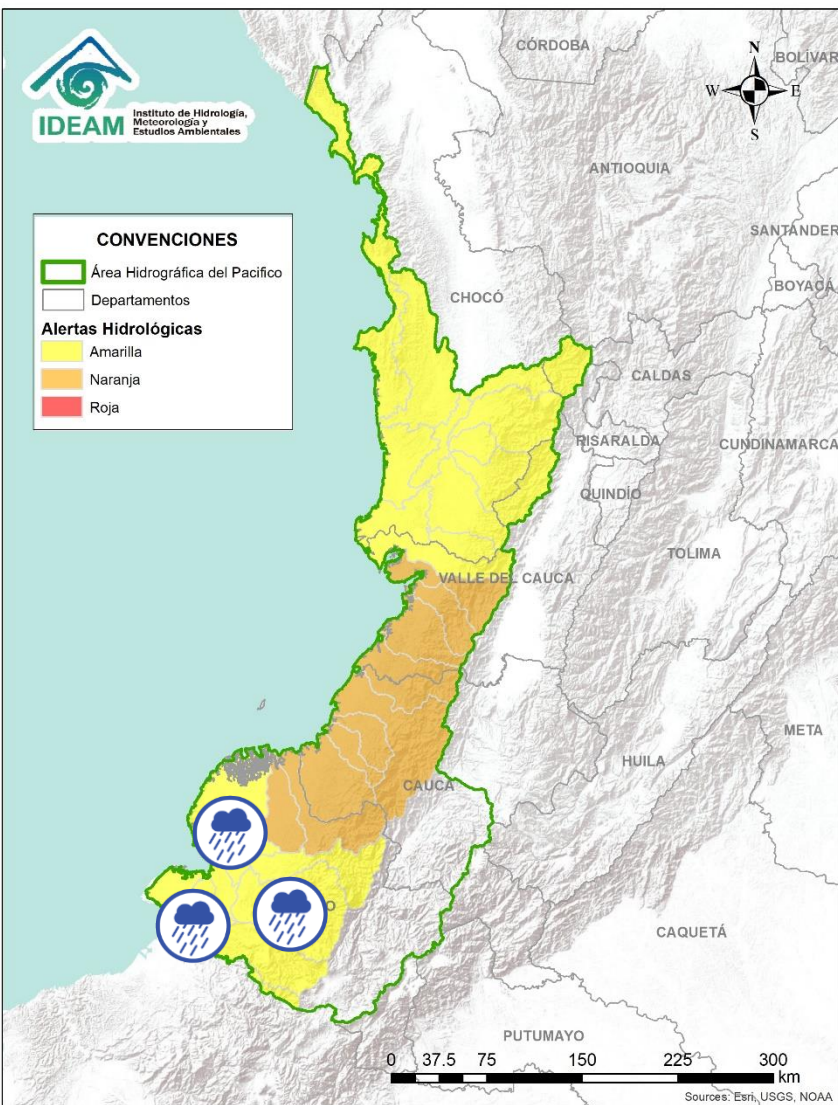 IDEAM
Instituto de Hidrología,
Meteorología y
Estudios Ambientales
N
W
E
S
CÓRDOBA
BOLÍVAR
ANTIOQUIA
SANTANDER
BOYACÁ
CHOCÓ
CALDAS
RISARALDA
CUNDINAMARCA
QUINDÍO
TOLIMA
VALLE DEL CAUCA
META
HUILA
CAUCA
O
CAQUETÁ
PUTUMAYO
CONVENCIONES
Área Hidrográfica del Pacifico
Departamentos
Alertas Hidrológicas
Amarilla
Naranja
Roja
0 37.5 75 150 225 300
km
Sources: Esri, USGS, NOAA